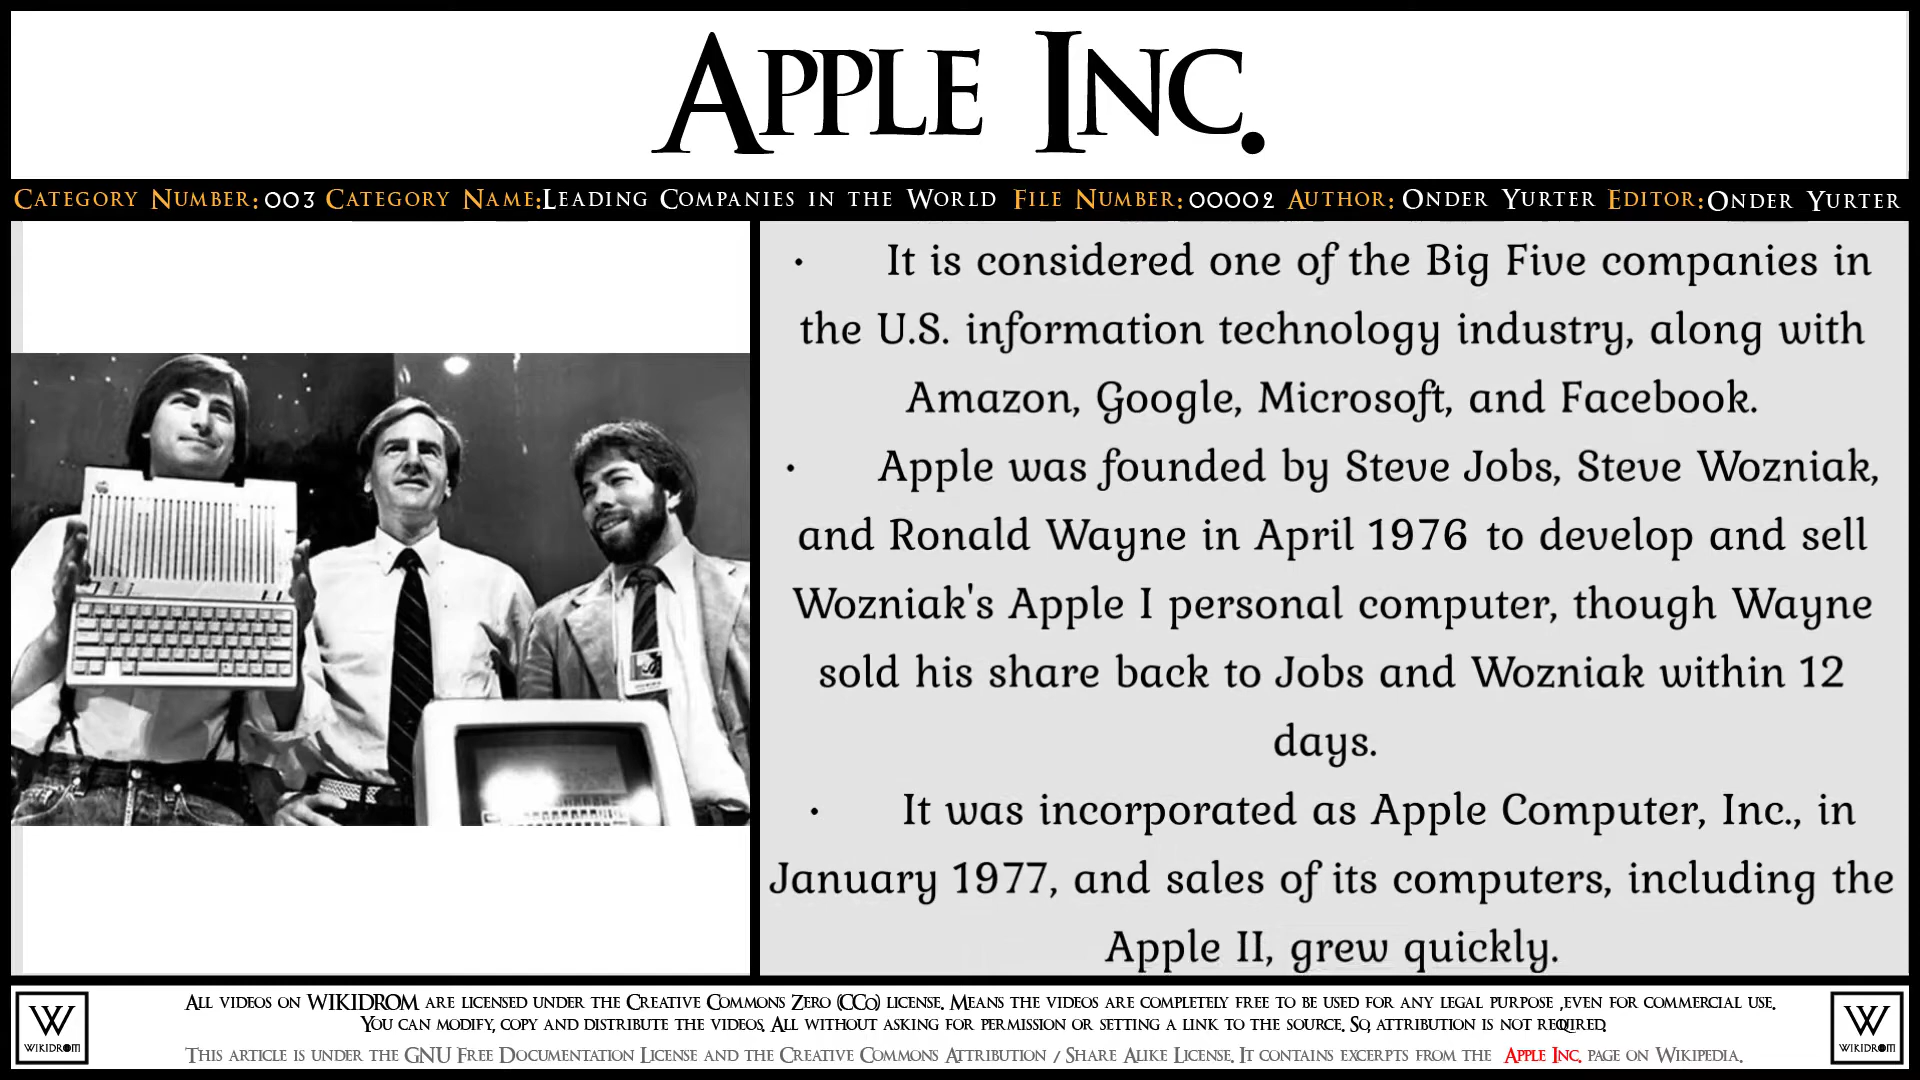 Apple Inc.
Category Number: 003 Category Name:Leading Companies in the World File Number: 00002 Author: Onder Yurter Editor:Onder Yurter
• It is considered one of the Big Five companies in
the U.S. information technology industry, along with
Amazon, Google, Microsoft, and Facebook.
• Apple was founded by Steve Jobs, Steve Wozniak,
and Ronald Wayne in April 1976 to develop and sell
Wozniak's Apple I personal computer, though Wayne
sold his share back to Jobs and Wozniak within 12
days.
• It was incorporated as Apple Computer, Inc., in
January 1977, and sales of its computers, including the
Apple II, grew quickly.
All videos on WIKIDROM are licensed under the Creative Commons Zero (CC0) license. Means the videos are completely free to be used for any legal purpose ,even for commercial use.
You can modify, copy and distribute the videos. All without asking for permission or setting a link to the source. So, attribution is not required.
This article is under the GNU Free Documentation License and the Creative Commons Attribution / Share Alike License. It contains excerpts from the Apple Inc. page on Wikipedia.
W
WIKIDROM
W
WIKIDROM